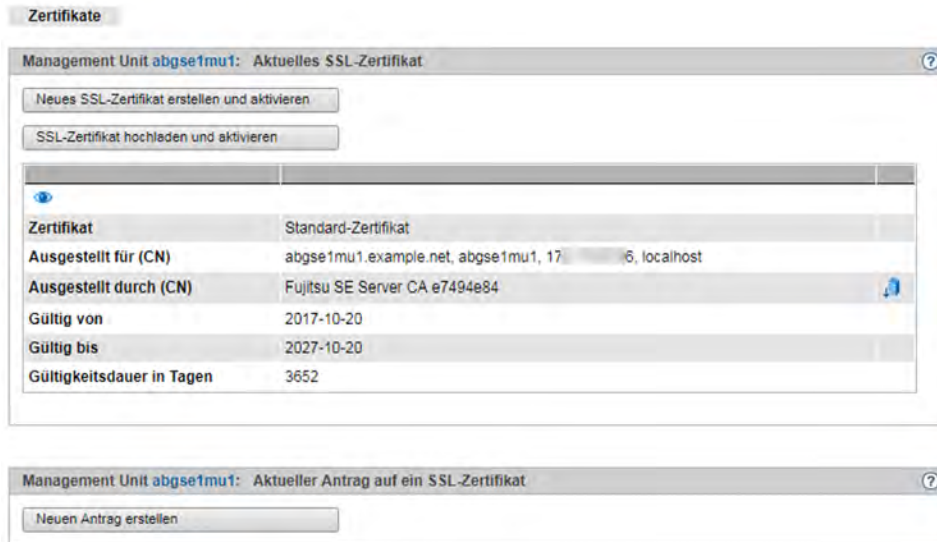 Zertifikate
Management Unit abgse1mu1: Aktuelles SSL-Zertifikat
Neues SSL-Zertifikat erstellen und aktivieren
SSL-Zertifikat hochladen und aktivieren
Zertifikat Standard-Zertifikat
Ausgestellt für (CN) abgse1mu1.example.net, abgse1mu1, 17 6, localhost
Ausgestellt durch (CN) Fujitsu SE Server CA e7494e84
Gültig von 2017-10-20
Gültig bis 2027-10-20
Gültigkeitsdauer in Tagen 3652
Management Unit abgse1mu1: Aktueller Antrag auf ein SSL-Zertifikat
Neuen Antrag erstellen